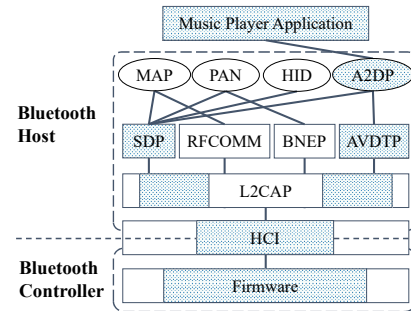 Music Player Application
MAP PAN HID A2DP
Bluetooth
Host
SDP RFCOMM BNEP AVDTP
L2CAP
HCI
Bluetooth
Controller
Firmware